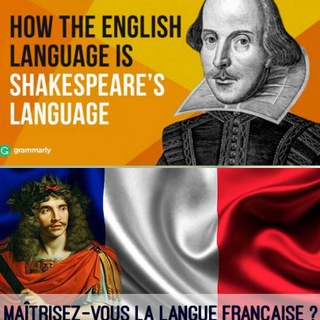 HOW THE ENGLISH
LANGUAGE IS
SHAKESPEARE'S
LANGUAGE
grammarly
MAÎTRISEZ-VOUS LA LANGUE FRANÇAISE ?